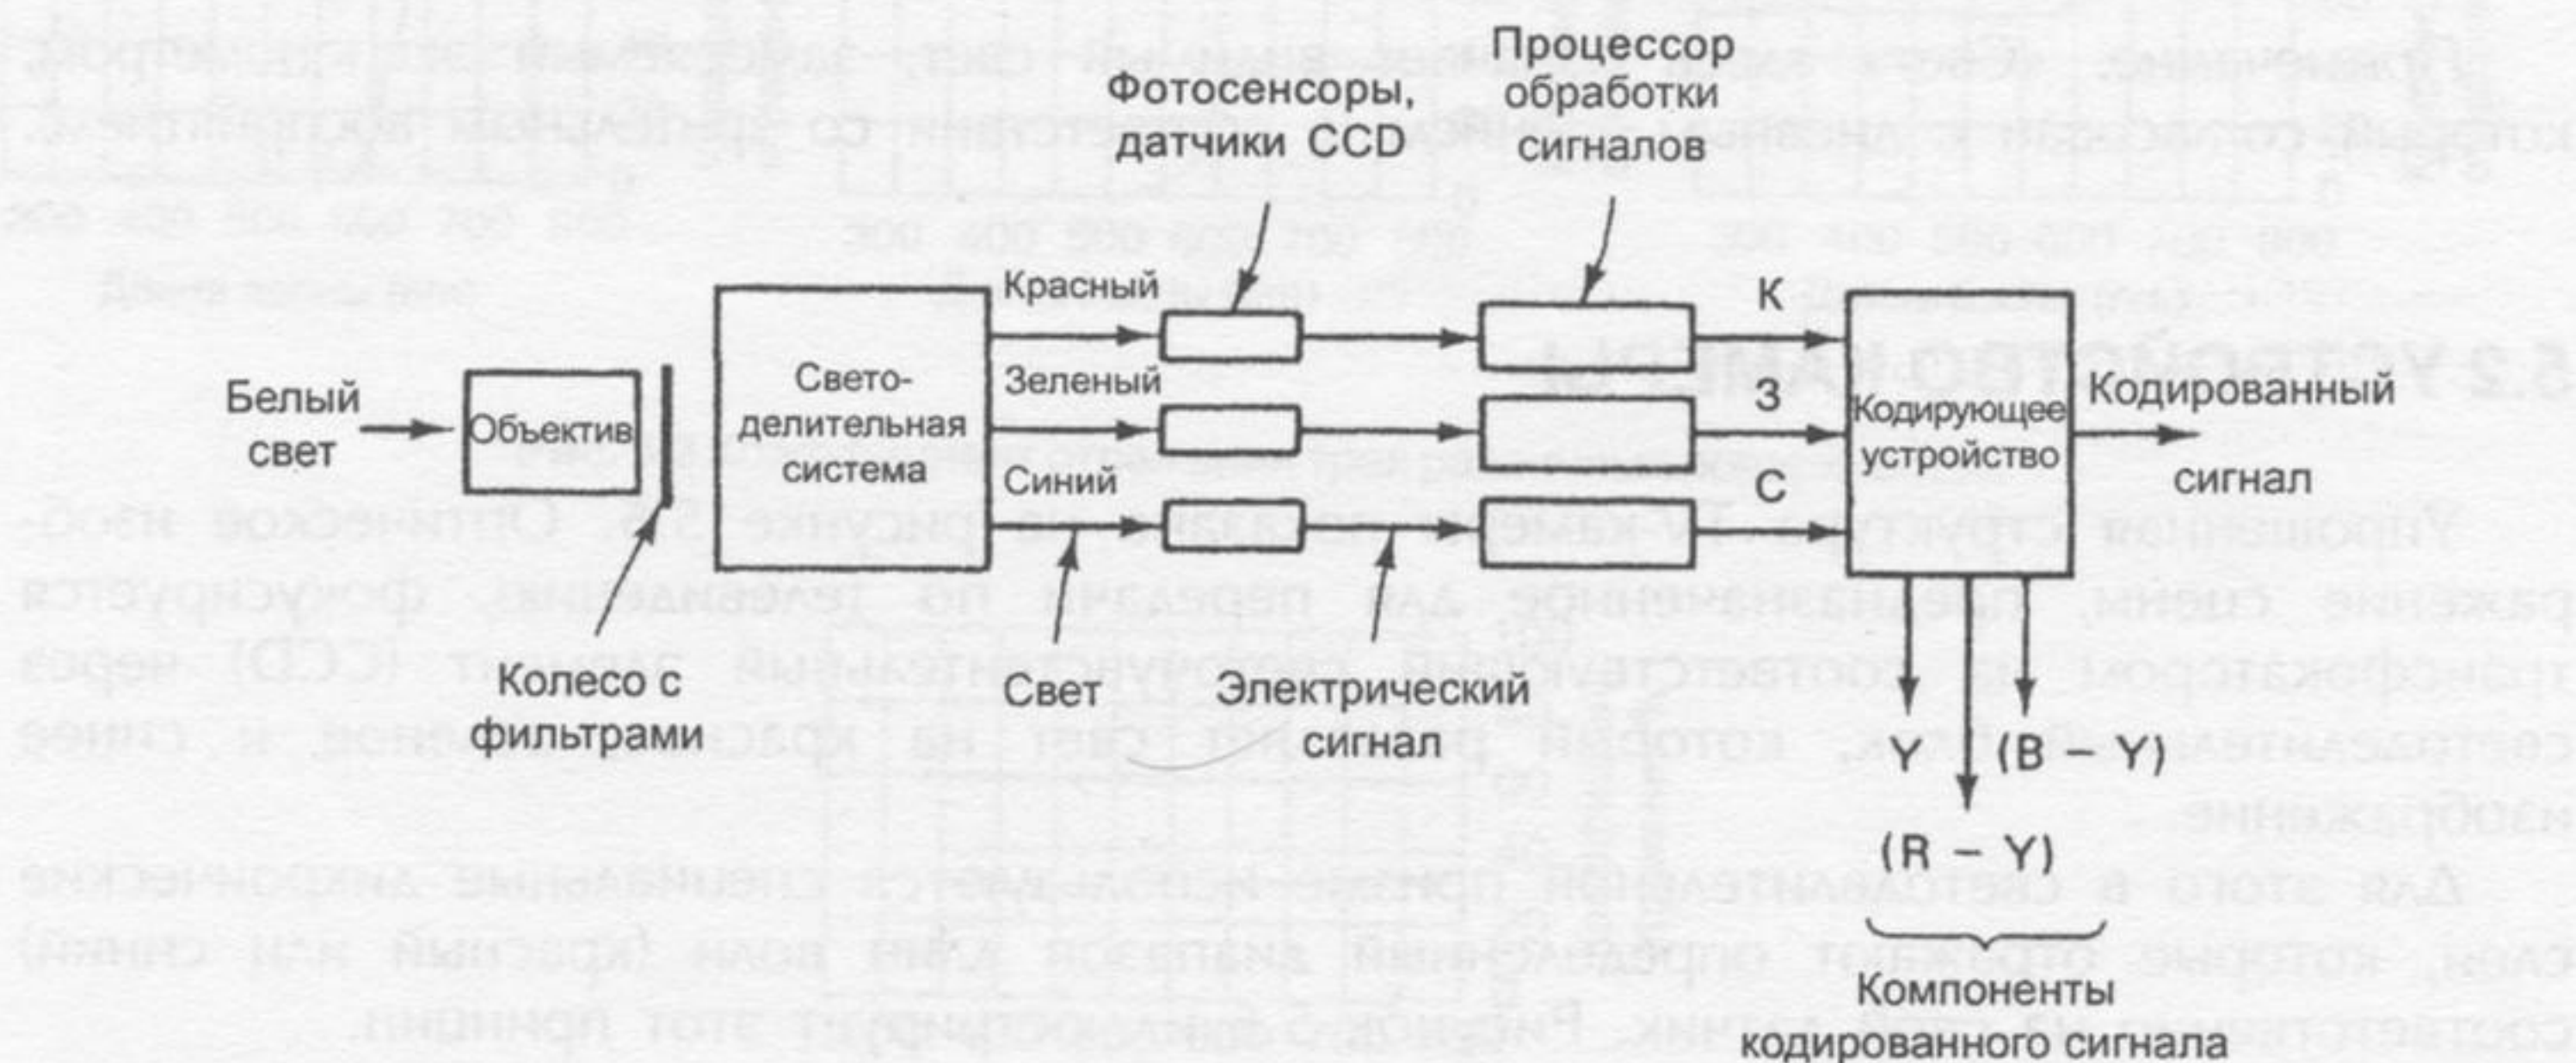 Процессор
обработки
сигналов
Фотосенсоры,
датчики CCD
Красный
К
Белый
свет
Объектив
Свето-
делительная
система
Зеленый
З
Кодирующее
устройство
Кодированный
сигнал
Синий
С
Колесо с
фильтрами
Свет
Электрический
сигнал
Y
(B – Y)
(R – Y)
Компоненты
кодированного сигнала